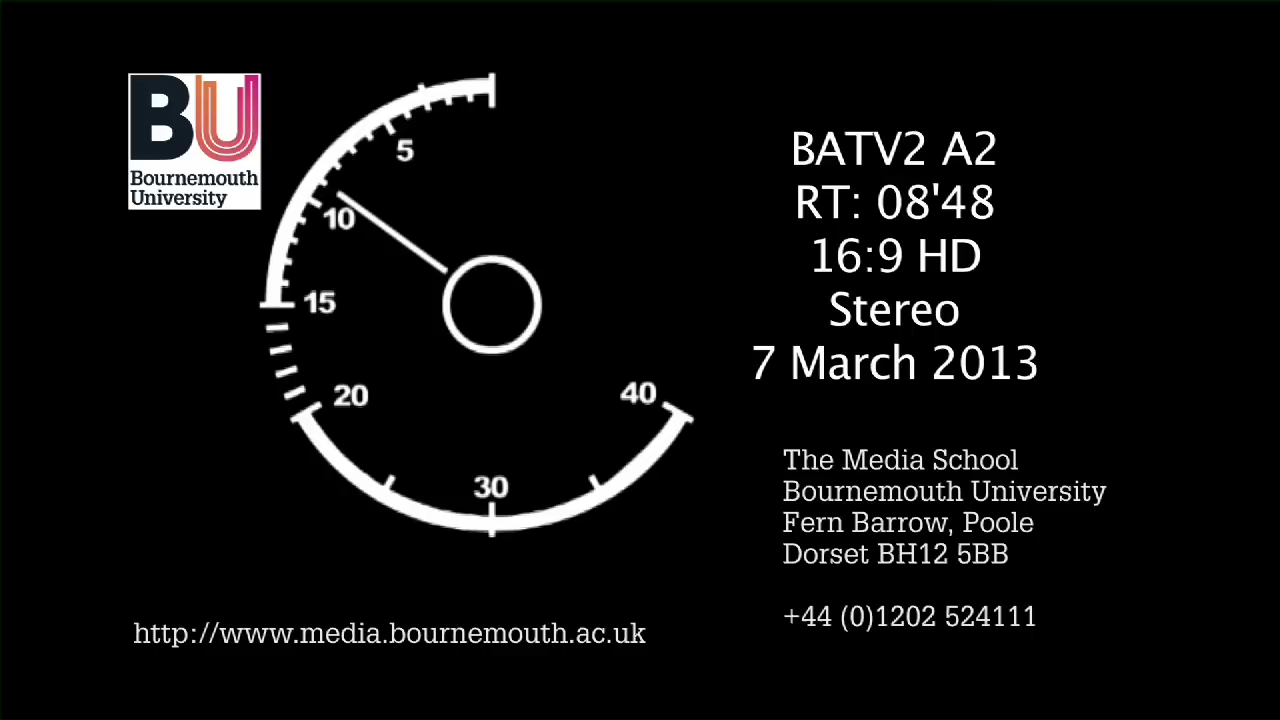 BU
Bournemouth
University
5
10
15
20
30
40
BATV2 A2
RT: 08'48
16:9 HD
Stereo
7 March 2013
The Media School
Bournemouth University
Fern Barrow, Poole
Dorset BH12 5BB
+44 (0)1202 524111
http://www.media.bournemouth.ac.uk